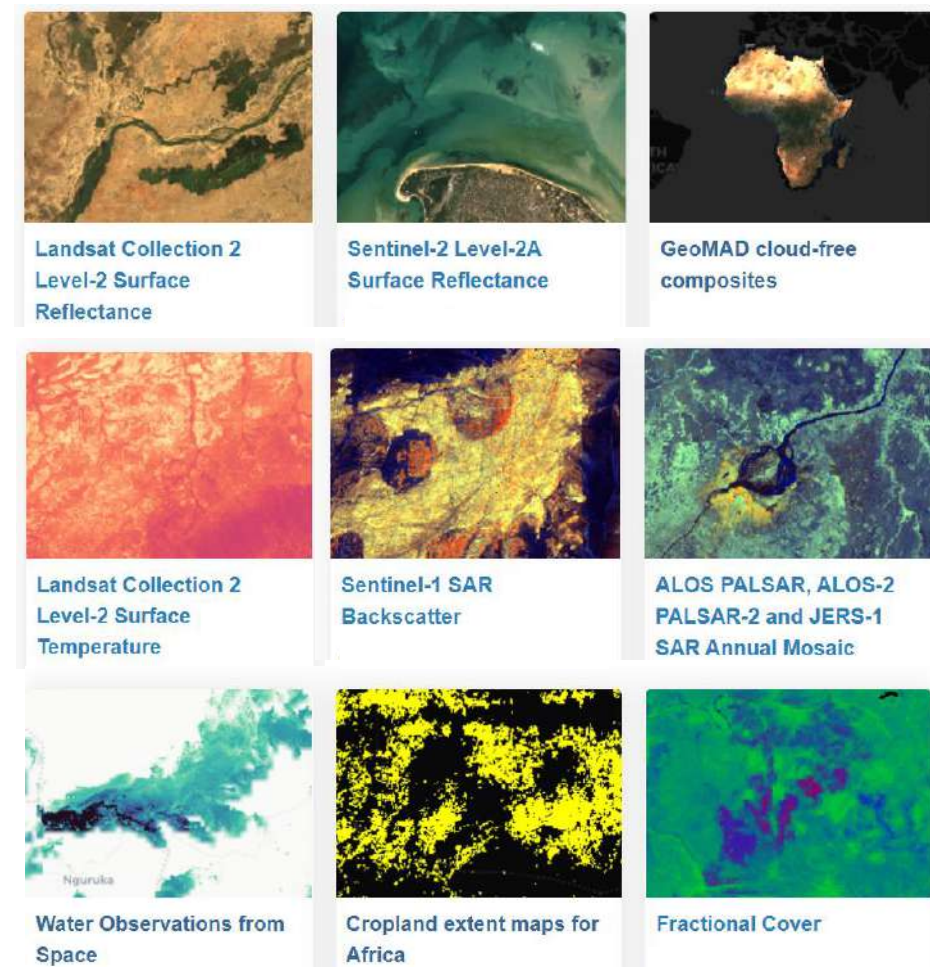 Landsat Collection 2
Level-2 Surface
Reflectance
Sentinel-2 Level-2A
Surface Reflectance
GeoMAD cloud-free
composites
Landsat Collection 2
Level-2 Surface
Temperature
Sentinel-1 SAR
Backscatter
ALOS PALSAR, ALOS-2
PALSAR-2 and JERS-1
SAR Annual Mosaic
Nguruka
Water Observations from
Space
Cropland extent maps for
Africa
Fractional Cover